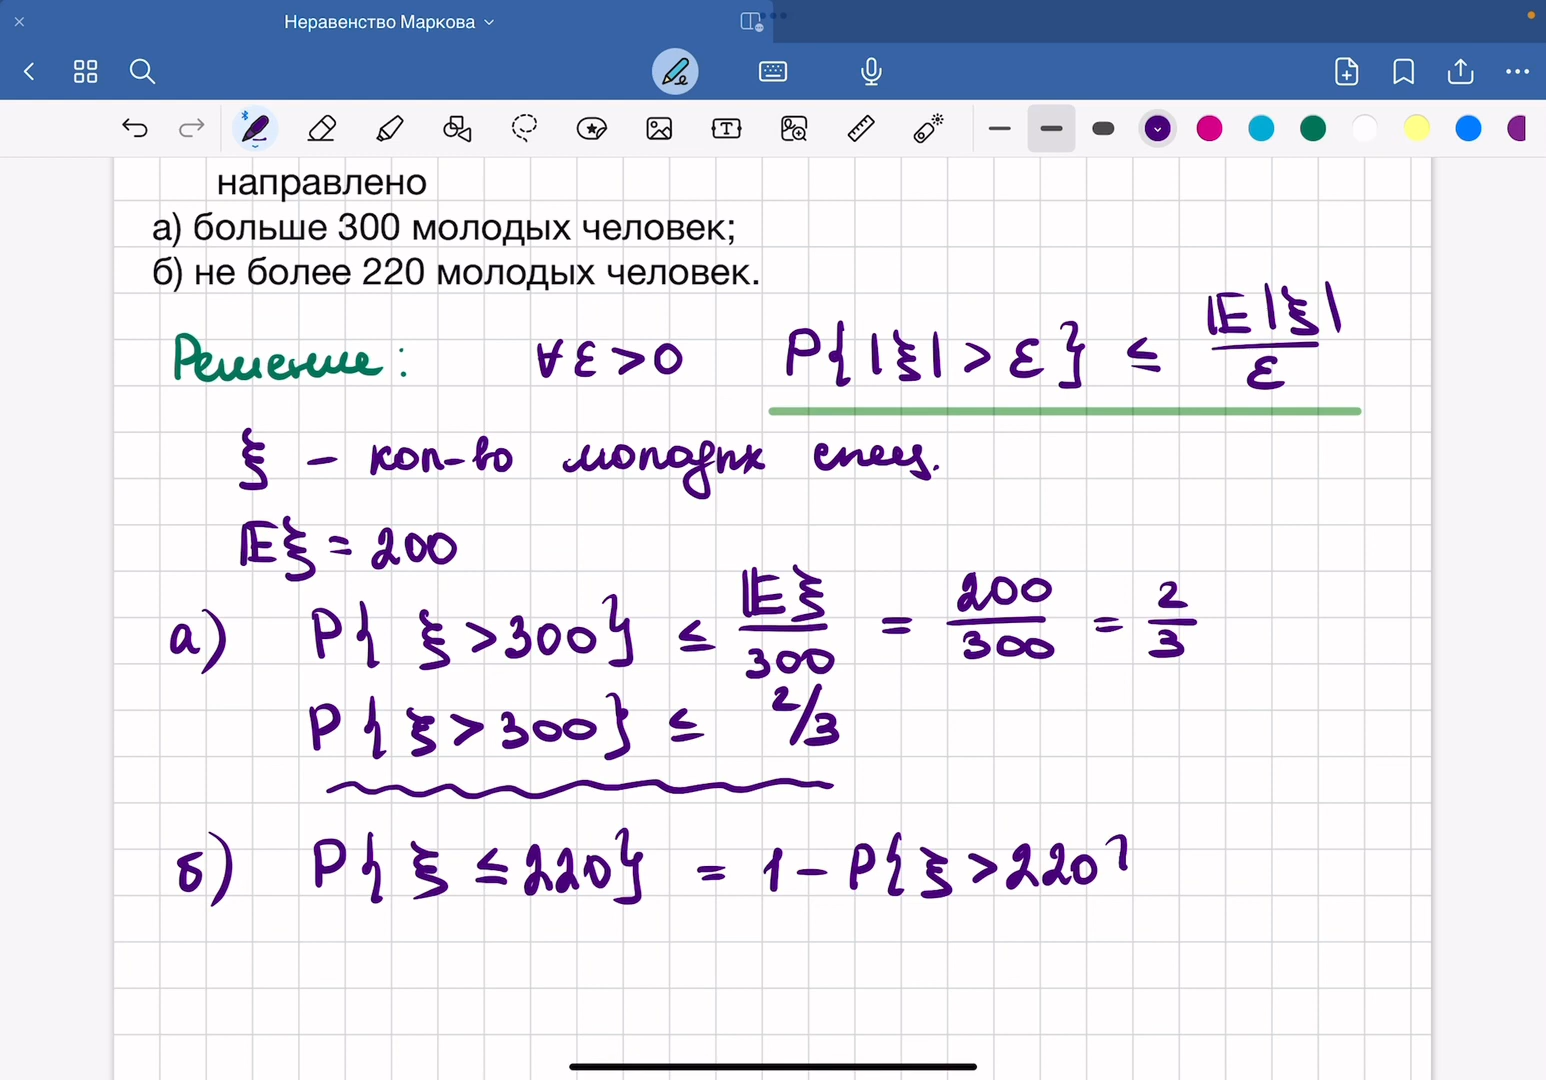 Неравенство Маркова
направлено
а) больше 300 молодых человек;
б) не более 220 молодых человек.
Решение: ∀ε>0 P{|ξ|>ε} ≤ E|ξ|/ε
ξ - кол-во молодых спец.
Eξ = 200
а) P{ξ>300} ≤ Eξ/300 = 200/300 = 2/3
P{ξ>300} ≤ 2/3
б) P{ξ≤220} = 1-P{ξ>220